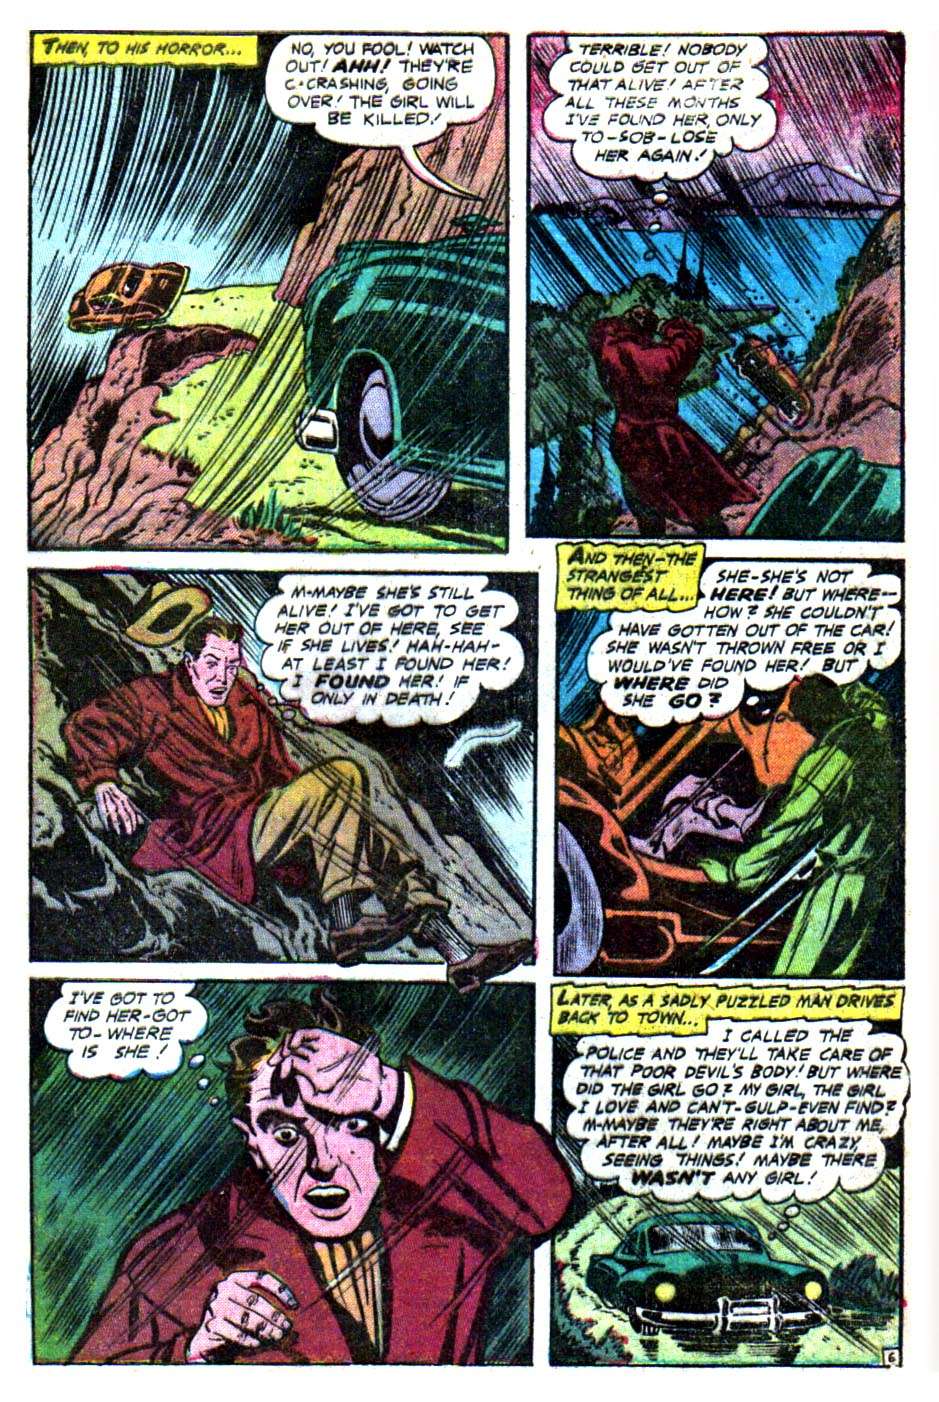 THEN, TO HIS HORROR...
NO, YOU FOOL! WATCH
OUT! AHH! THEY'RE
C-CRASHING, GOING
OVER! THE GIRL WILL
BE KILLED!
TERRIBLE! NOBODY
COULD GET OUT OF
THAT ALIVE! AFTER
ALL THESE MONTHS
I'VE FOUND HER, ONLY
TO-SOB-LOSE
HER AGAIN!
M-MAYBE SHE'S STILL
ALIVE! I'VE GOT TO GET
HER OUT OF HERE, SEE
IF SHE LIVES! HAH-HAH-
AT LEAST I FOUND HER!
I FOUND HER! IF
ONLY IN DEATH!
AND THEN-THE
STRANGEST
THING OF ALL...
SHE-SHE'S NOT
HERE! BUT WHERE--
HOW? SHE COULDN'T
HAVE GOTTEN OUT OF THE CAR!
SHE WASN'T THROWN FREE OR I
WOULD'VE FOUND HER! BUT
WHERE DID
SHE GO?
I'VE GOT TO
FIND HER-GOT
TO-WHERE
IS SHE!
LATER, AS A SADLY PUZZLED MAN DRIVES
BACK TO TOWN...
I CALLED THE
POLICE AND THEY'LL TAKE CARE OF
THAT POOR DEVIL'S BODY! BUT WHERE
DID THE GIRL GO? MY GIRL, THE GIRL
I LOVE AND CAN'T-GULP-EVEN FIND?
M-MAYBE THEY'RE RIGHT ABOUT ME,
AFTER ALL! MAYBE I'M CRAZY,
SEEING THINGS! MAYBE THERE
WASN'T ANY GIRL!
6